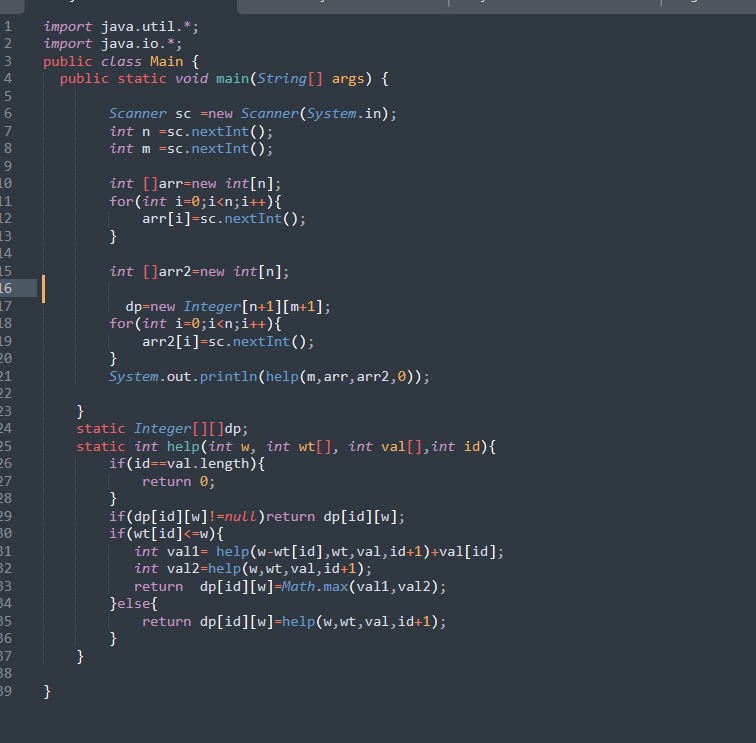 1 import java.util.*;
2 import java.io.*;
3 public class Main {
4 public static void main(String[] args) {
5
6 Scanner sc =new Scanner(System.in);
7 int n =sc.nextInt();
8 int m =sc.nextInt();
9
10 int []arr=new int[n];
11 for(int i=0;i<n;i++){
12 arr[i]=sc.nextInt();
13 }
14
15 int []arr2=new int[n];
16
17 dp=new Integer[n+1][m+1];
18 for(int i=0;i<n;i++){
19 arr2[i]=sc.nextInt();
20 }
21 System.out.println(help(m,arr,arr2,0));
22
23 }
24 static Integer[][]dp;
25 static int help(int w, int wt[], int val[],int id){
26 if(id==val.length){
27 return 0;
28 }
29 if(dp[id][w]!=null)return dp[id][w];
30 if(wt[id]<=w){
31 int val1= help(w-wt[id],wt,val,id+1)+val[id];
32 int val2=help(w,wt,val,id+1);
33 return  dp[id][w]=Math.max(val1,val2);
34 }else{
35 return dp[id][w]=help(w,wt,val,id+1);
36 }
37 }
38
39 }